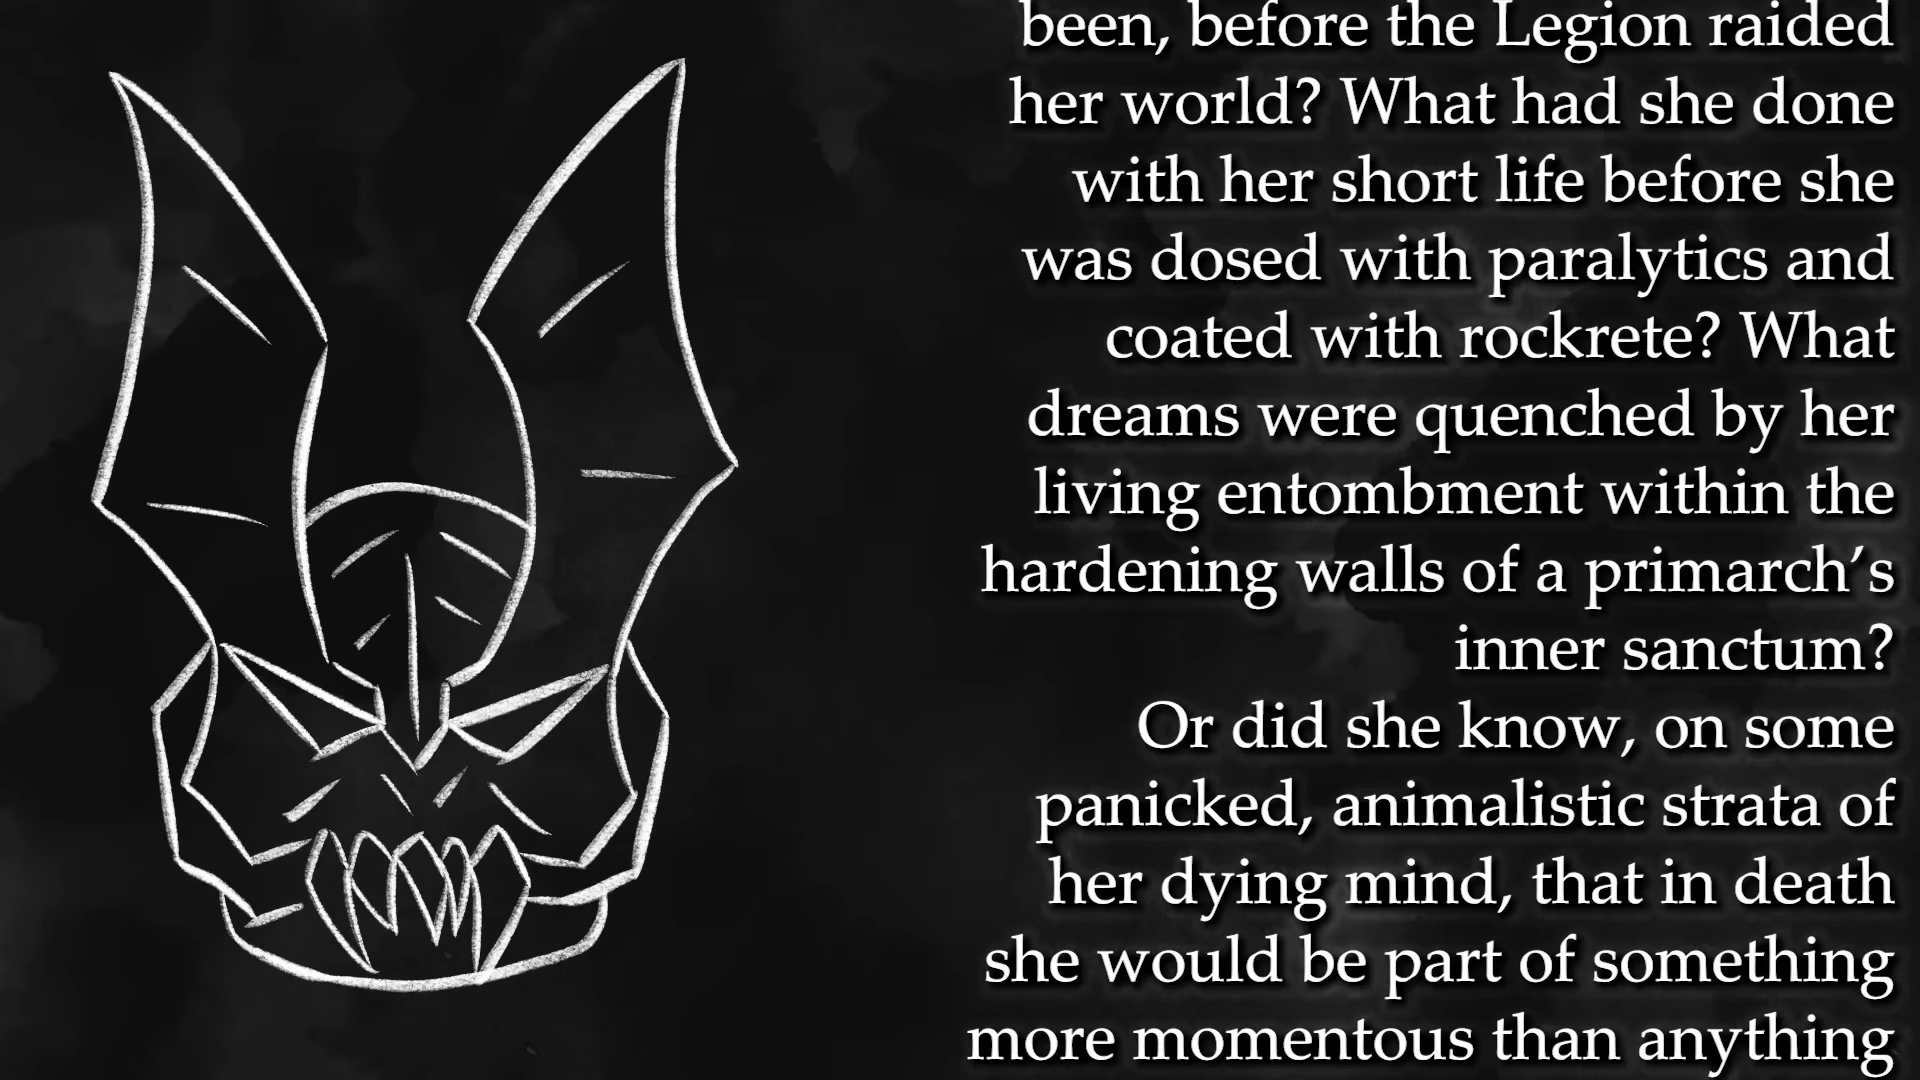 been, before the Legion raided
her world? What had she done
with her short life before she
was dosed with paralytics and
coated with rockrete? What
dreams were quenched by her
living entombment within the
hardening walls of a primarch’s
inner sanctum?
Or did she know, on some
panicked, animalistic strata of
her dying mind, that in death
she would be part of something
more momentous than anything